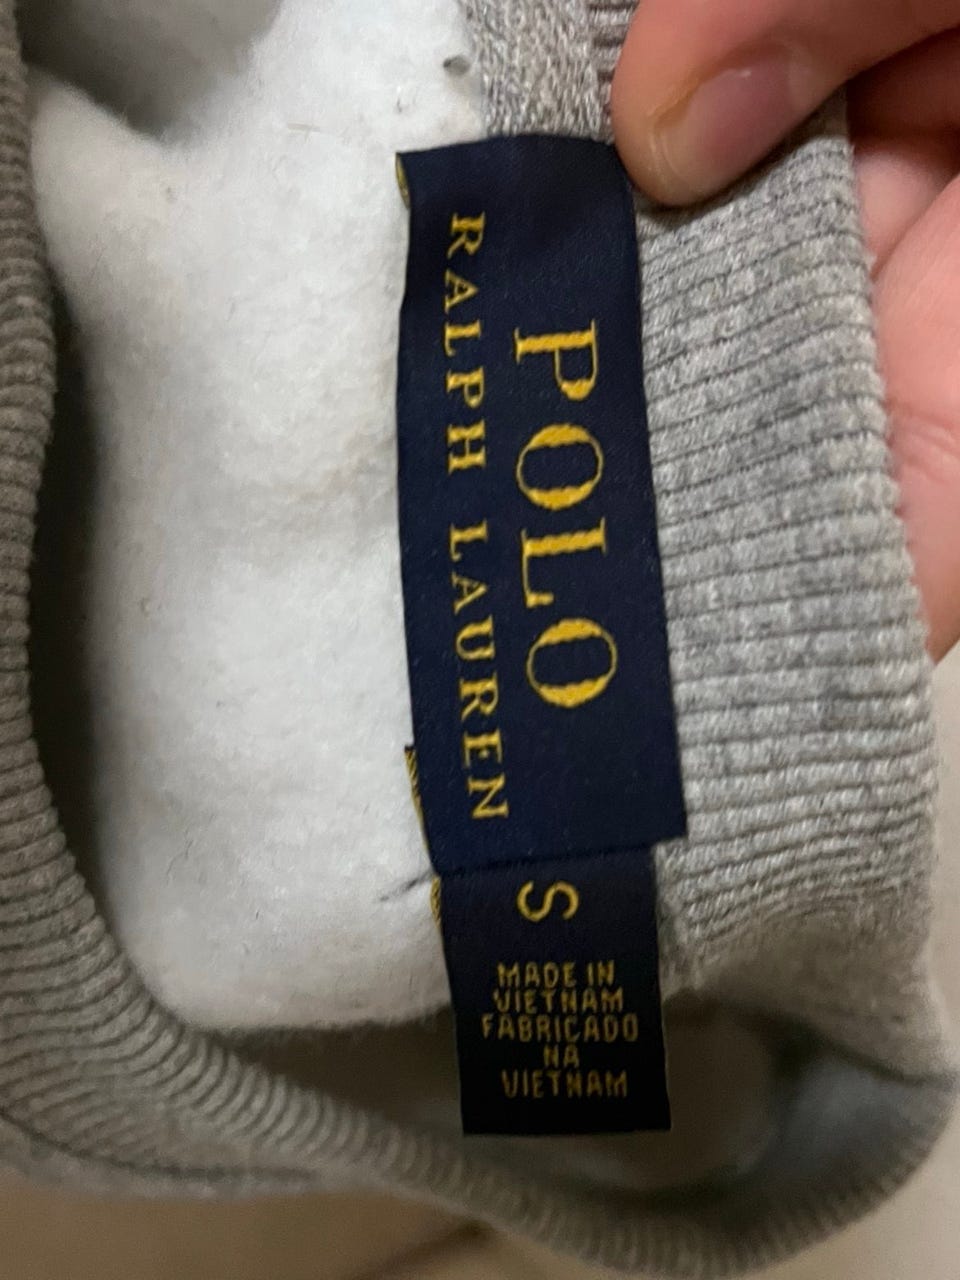 POLO
RALPH LAUREN
S
MADE IN
VIETNAM
FABRICADO
NA
VIETNAM